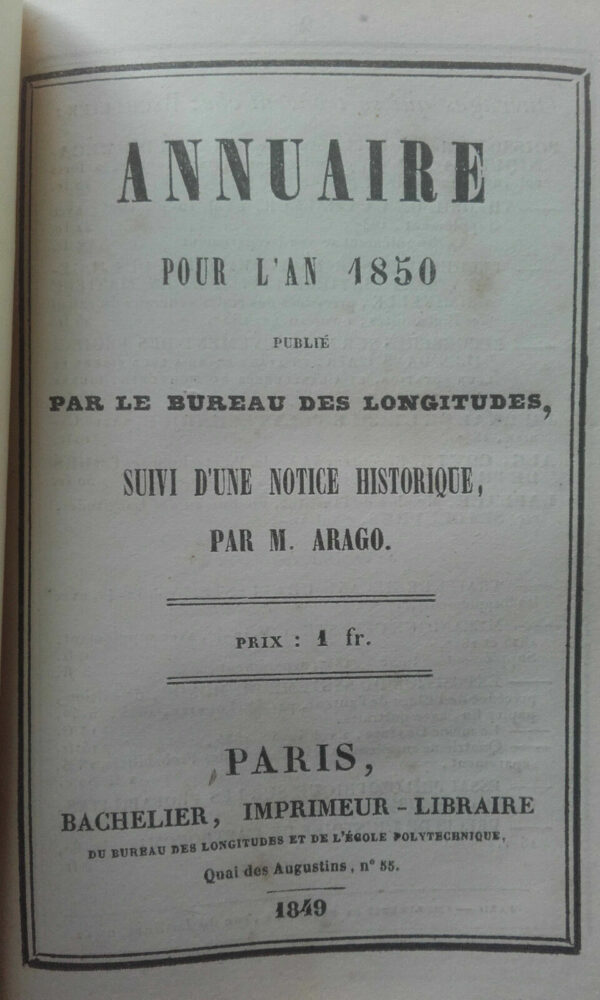 ANNUAIRE
POUR L'AN 1850
PUBLIÉ
PAR LE BUREAU DES LONGITUDES,
SUIVI D'UNE NOTICE HISTORIQUE,
PAR M. ARAGO.
PRIX : 1 fr.
PARIS,
BACHELIER, IMPRIMEUR-LIBRAIRE
DU BUREAU DES LONGITUDES ET DE L'ÉCOLE POLYTECHNIQUE,
Quai des Augustins, n° 55.
1849